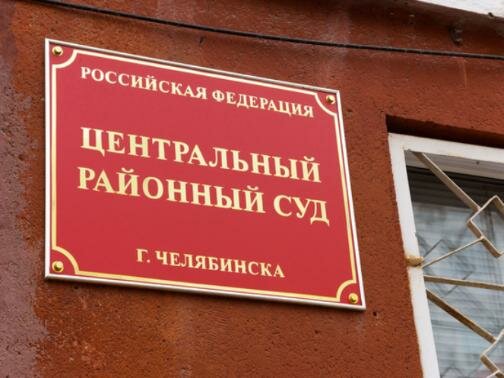 РОССИЙСКАЯ ФЕДЕРАЦИЯ
ЦЕНТРАЛЬНЫЙ
РАЙОННЫЙ СУД
Г. ЧЕЛЯБИНСКА